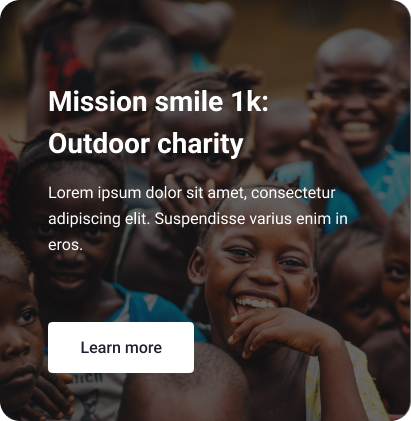 Mission smile 1k:
Outdoor charity
Lorem ipsum dolor sit amet, consectetur
adipiscing elit. Suspendisse varius enim in
eros.
Learn more